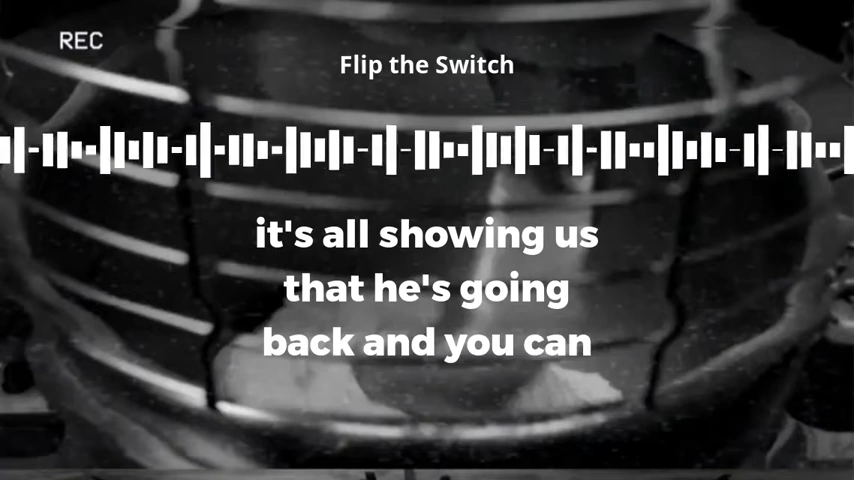 REC
Flip the Switch
it's all showing us
that he's going
back and you can